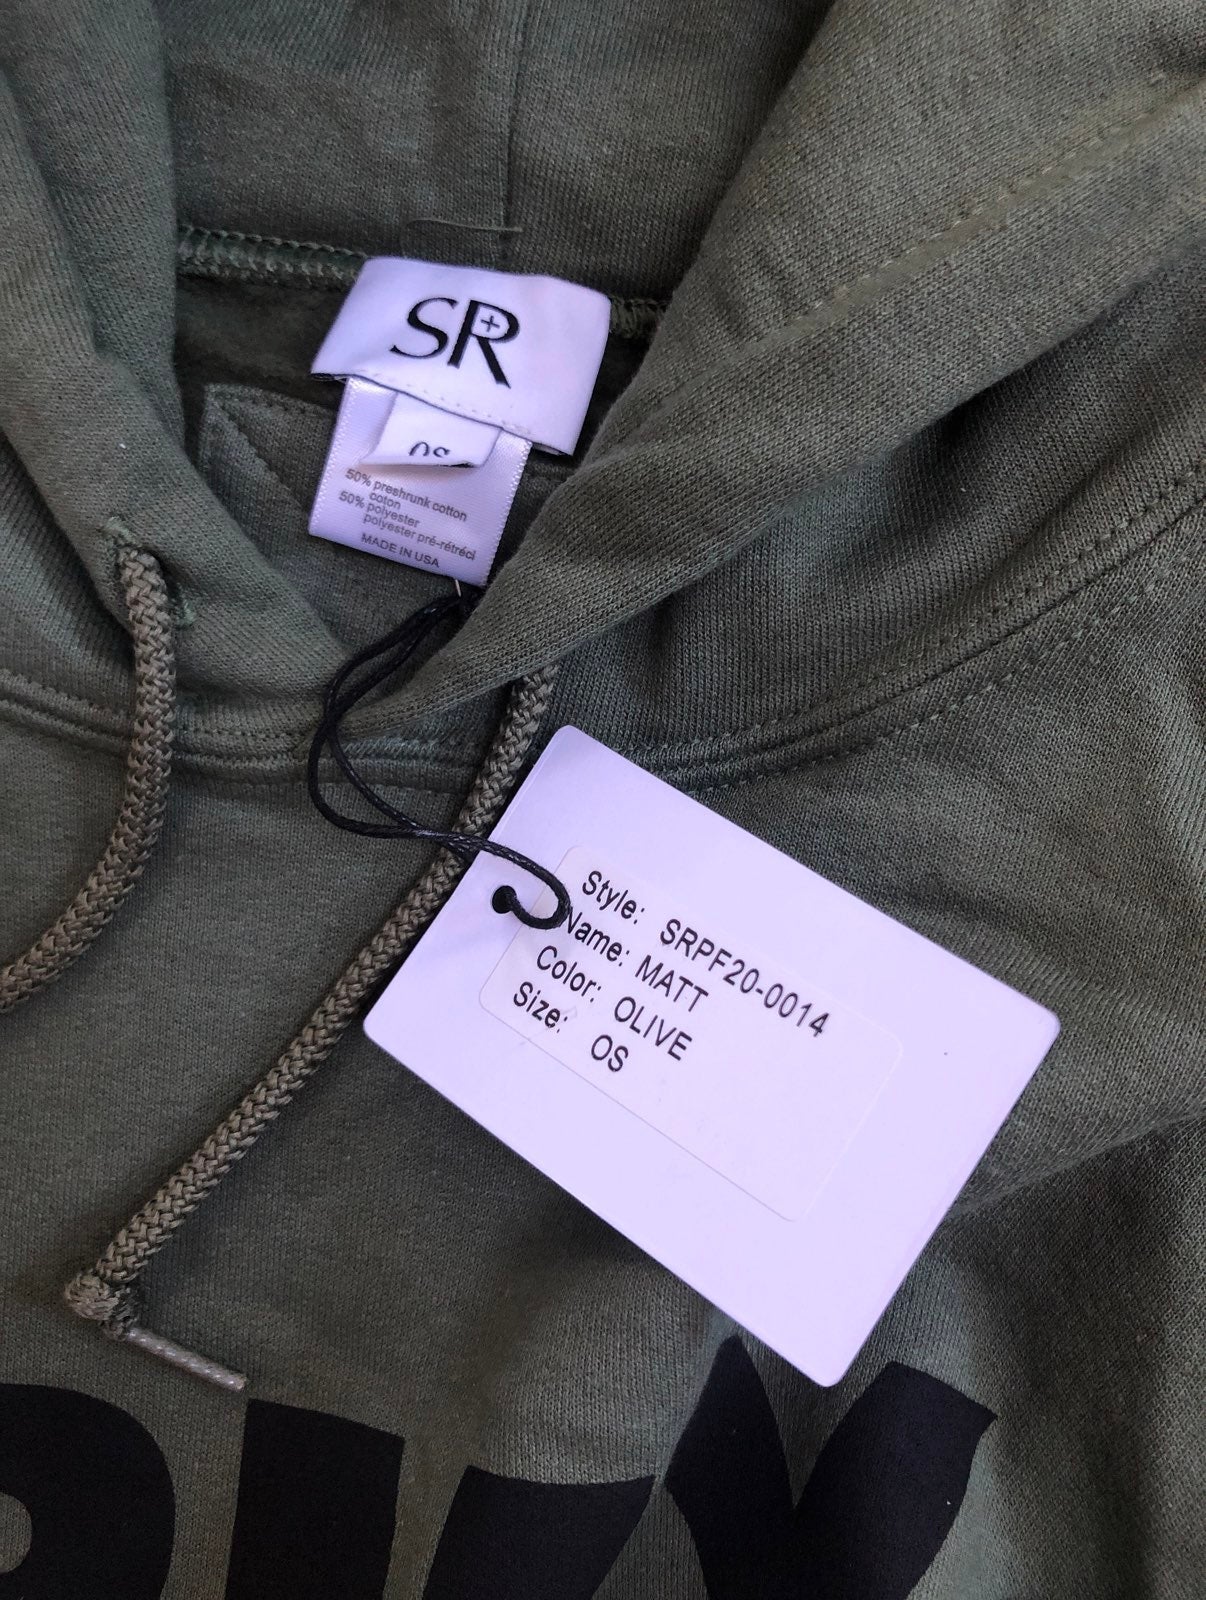 SR
OS
50% preshrunk cotton
coton
50% polyester
polyester pré-rétréci
MADE IN USA
Style: SRPF20-0014
Name: MATT
Color: OLIVE
Size: OS